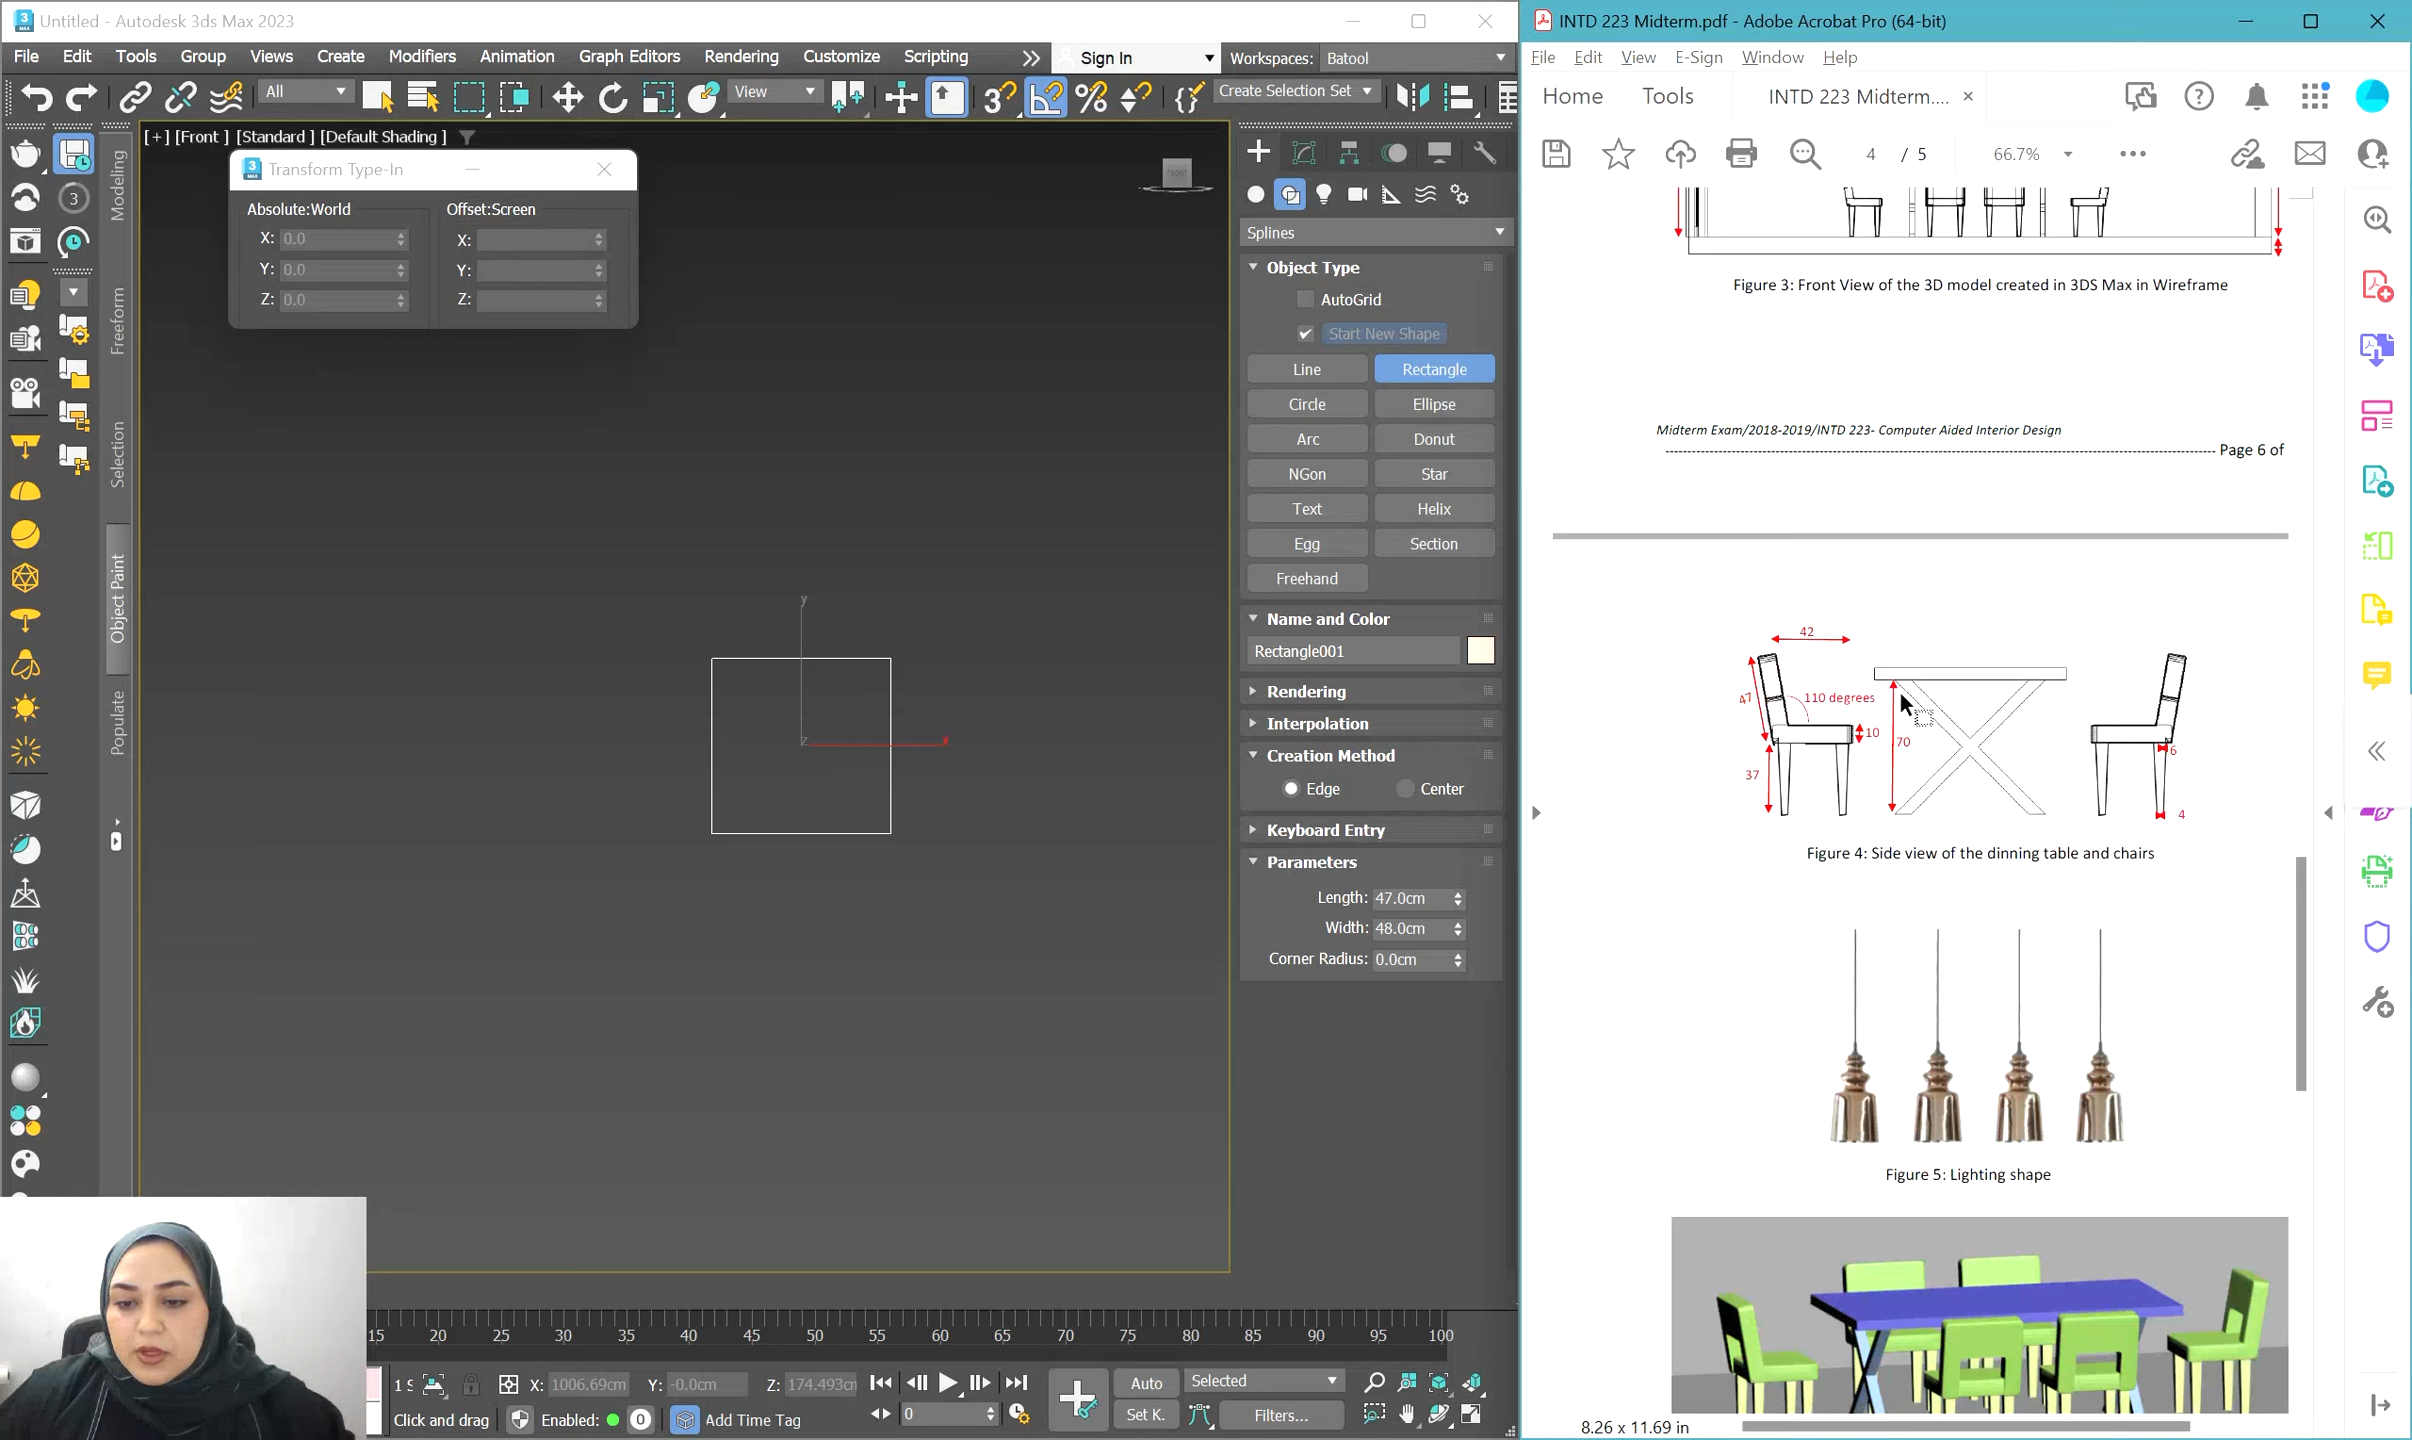 Untitled - Autodesk 3ds Max 2023
File Edit Tools Group Views Create Modifiers Animation Graph Editors Rendering Customize Scripting
Sign In
Workspaces: Batool
All
View
Create Selection Set
[+] [Front ] [Standard ] [Default Shading ]
Transform Type-In
Absolute:World Offset:Screen
X: 0.0 X:
Y: 0.0 Y:
Z: 0.0 Z:
Modeling
Freeform
Selection
Object Paint
Populate
FRONT
y
z
x
Splines
Object Type
AutoGrid
Start New Shape
Line Rectangle
Circle Ellipse
Arc Donut
NGon Star
Text Helix
Egg Section
Freehand
Name and Color
Rectangle001
Rendering
Interpolation
Creation Method
Edge Center
Keyboard Entry
Parameters
Length: 47.0cm
Width: 48.0cm
Corner Radius: 0.0cm
15 20 25 30 35 40 45 50 55 60 65 70 75 80 85 90 95 100
1 S X: 1006.69cm Y: -0.0cm Z: 174.493cm
Auto Selected
Click and drag Enabled: 0 Add Time Tag
0
Set K. Filters...
INTD 223 Midterm.pdf - Adobe Acrobat Pro (64-bit)
File Edit View E-Sign Window Help
Home Tools INTD 223 Midterm....
4 / 5 66.7%
Figure 3: Front View of the 3D model created in 3DS Max in Wireframe
Midterm Exam/2018-2019/INTD 223- Computer Aided Interior Design
Page 6 of
42
47
110 degrees
10
70
37
6
4
Figure 4: Side view of the dinning table and chairs
Figure 5: Lighting shape
8.26 x 11.69 in